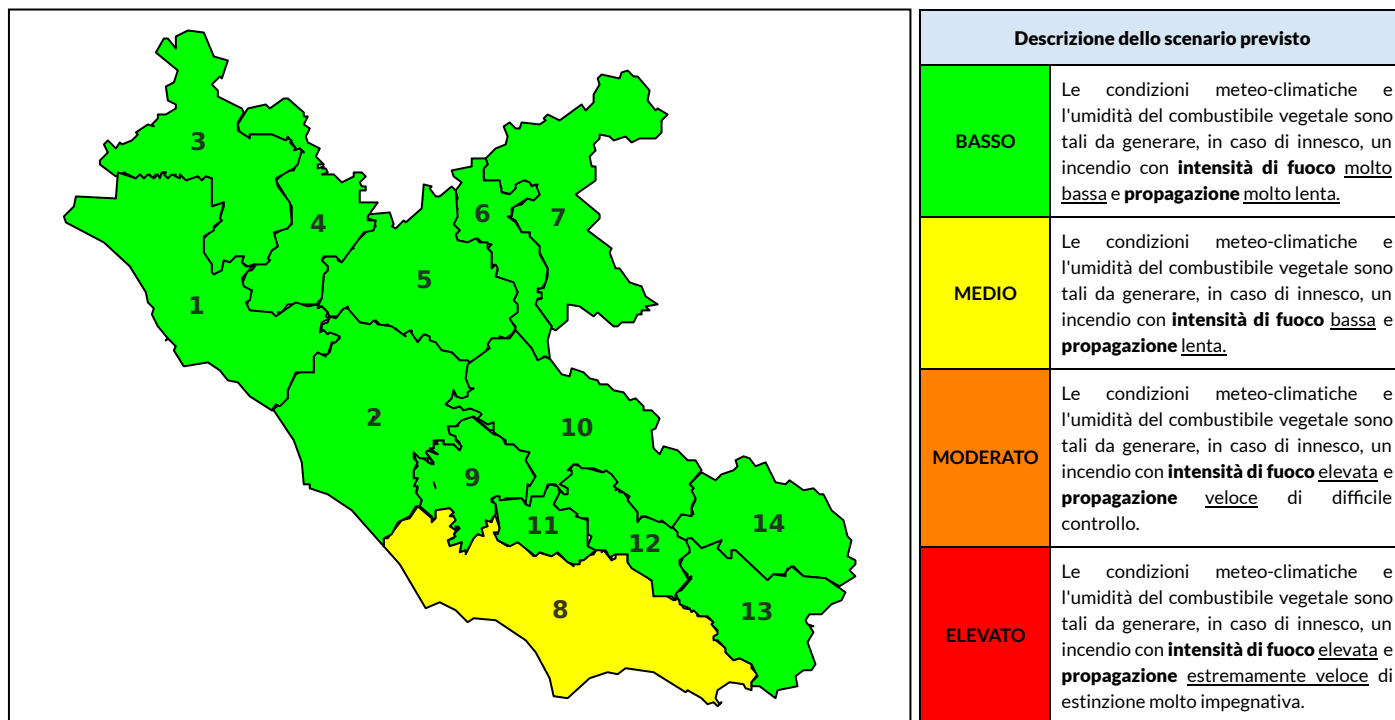 3
4
6
7
5
1
2
10
9
11
12
14
8
13
Descrizione dello scenario previsto
BASSO
Le condizioni meteo-climatiche e
l'umidità del combustibile vegetale sono
tali da generare, in caso di innesco, un
incendio con intensità di fuoco molto
bassa e propagazione molto lenta.
MEDIO
Le condizioni meteo-climatiche e
l'umidità del combustibile vegetale sono
tali da generare, in caso di innesco, un
incendio con intensità di fuoco bassa e
propagazione lenta.
MODERATO
Le condizioni meteo-climatiche e
l'umidità del combustibile vegetale sono
tali da generare, in caso di innesco, un
incendio con intensità di fuoco elevata e
propagazione veloce di difficile
controllo.
ELEVATO
Le condizioni meteo-climatiche e
l'umidità del combustibile vegetale sono
tali da generare, in caso di innesco, un
incendio con intensità di fuoco elevata e
propagazione estremamente veloce di
estinzione molto impegnativa.